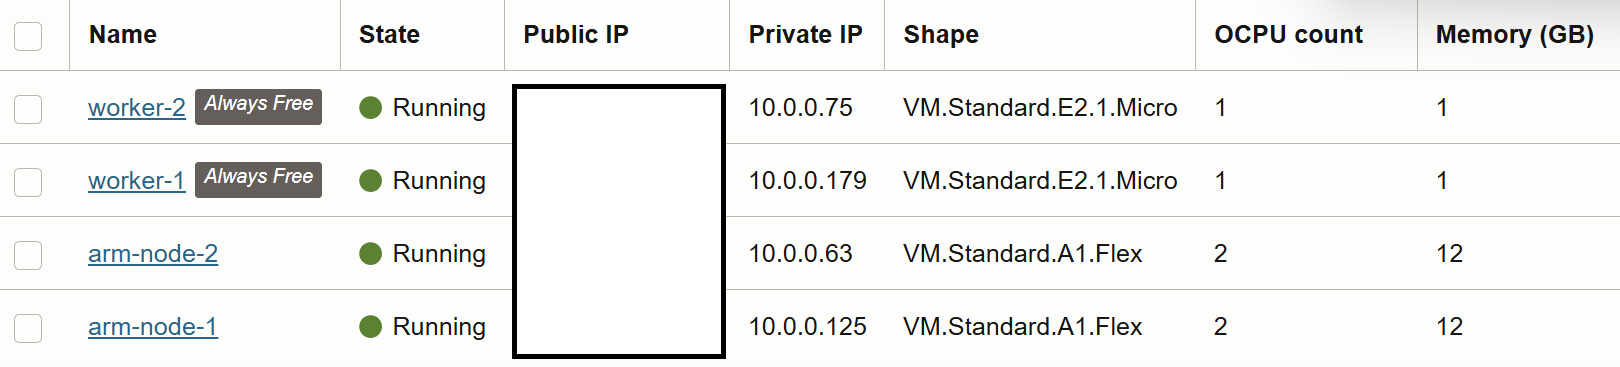 Name State Public IP Private IP Shape OCPU count Memory (GB)
worker-2 Always Free Running 10.0.0.75 VM.Standard.E2.1.Micro 1 1
worker-1 Always Free Running 10.0.0.179 VM.Standard.E2.1.Micro 1 1
arm-node-2 Running 10.0.0.63 VM.Standard.A1.Flex 2 12
arm-node-1 Running 10.0.0.125 VM.Standard.A1.Flex 2 12